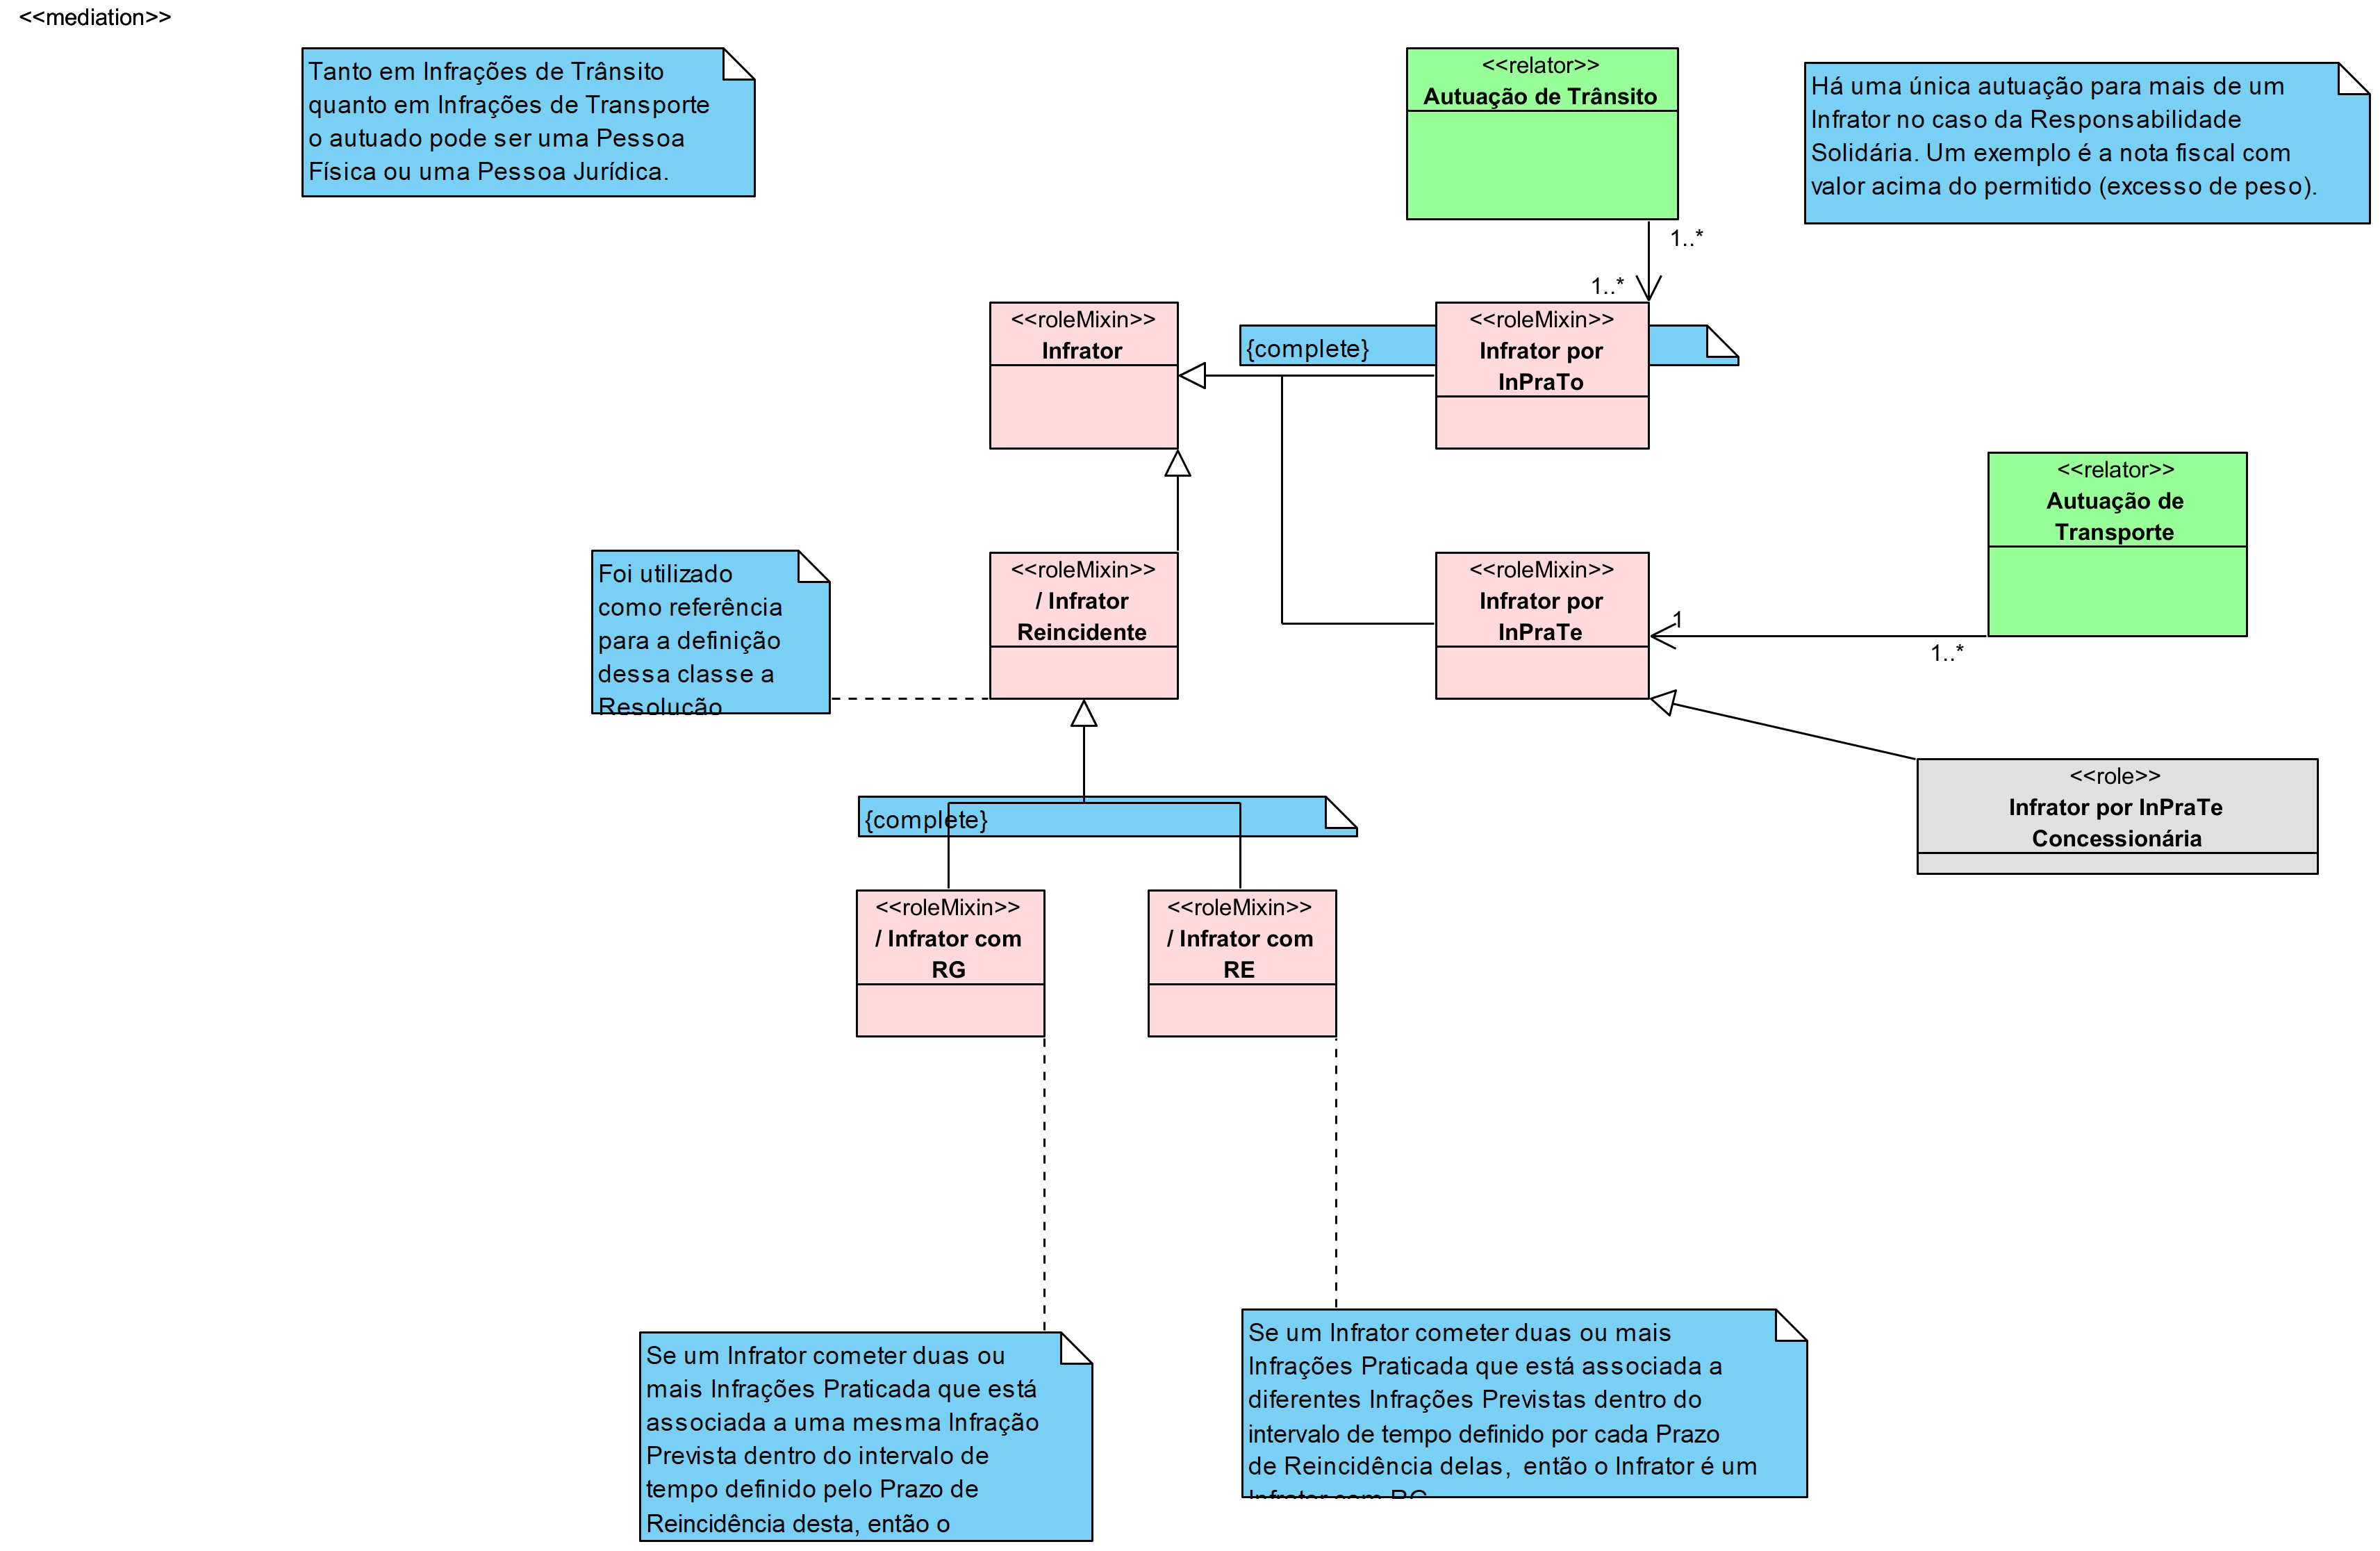 <<mediation>>
Tanto em Infrações de Trânsito
quanto em Infrações de Transporte
o autuado pode ser uma Pessoa
Física ou uma Pessoa Jurídica.
<<relator>>
Autuação de Trânsito
Há uma única autuação para mais de um
Infrator no caso da Responsabilidade
Solidária. Um exemplo é a nota fiscal com
valor acima do permitido (excesso de peso).
1..*
1..*
<<roleMixin>>
Infrator
{complete}
<<roleMixin>>
Infrator por
InPraTo
<<relator>>
Autuação de
Transporte
Foi utilizado
como referência
para a definição
dessa classe a
Resolução
<<roleMixin>>
/ Infrator
Reincidente
<<roleMixin>>
Infrator por
InPraTe
1
1..*
<<role>>
Infrator por InPraTe
Concessionária
{complete}
<<roleMixin>>
/ Infrator com
RG
<<roleMixin>>
/ Infrator com
RE
Se um Infrator cometer duas ou
mais Infrações Praticada que está
associada a uma mesma Infração
Prevista dentro do intervalo de
tempo definido pelo Prazo de
Reincidência desta, então o
Se um Infrator cometer duas ou mais
Infrações Praticada que está associada a
diferentes Infrações Previstas dentro do
intervalo de tempo definido por cada Prazo
de Reincidência delas, então o Infrator é um
Infrator com RG